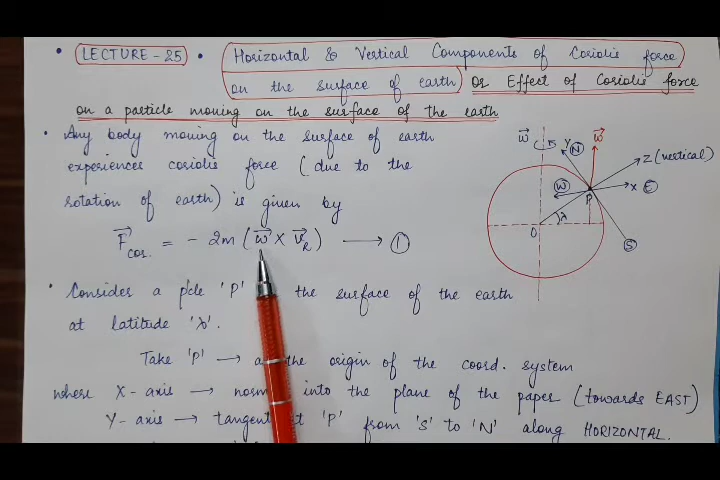 • LECTURE - 25 • Horizontal & Vertical Components of Coriolis force
on the surface of earth Or Effect of Coriolis force
on a particle moving on the surface of the earth
• Any body moving on the surface of earth
experiences coriolis force (due to the
rotation of earth) is given by
F⃗cor. = - 2m (ω⃗ × v⃗R) → ①
• Consider a p'cle 'P' the surface of the earth
at latitude 'λ'.
Take 'P' → as the origin of the coord. system
where X-axis → norm into the plane of the paper (towards EAST)
Y-axis → tangent at 'P' from 'S' to 'N' along HORIZONTAL.
ω⃗
Y N
ω⃗
Z (vertical)
W
X E
P
O
λ
S